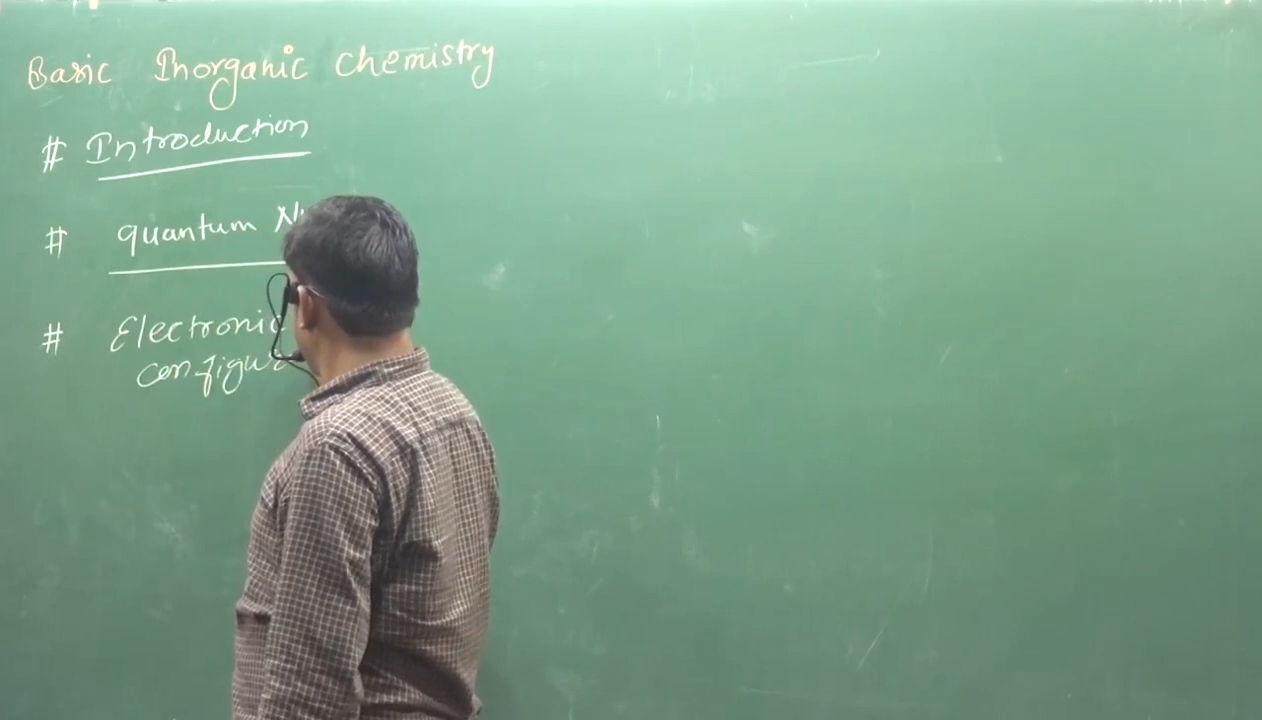 Basic Inorganic chemistry
# Introduction
# quantum
# Electronic